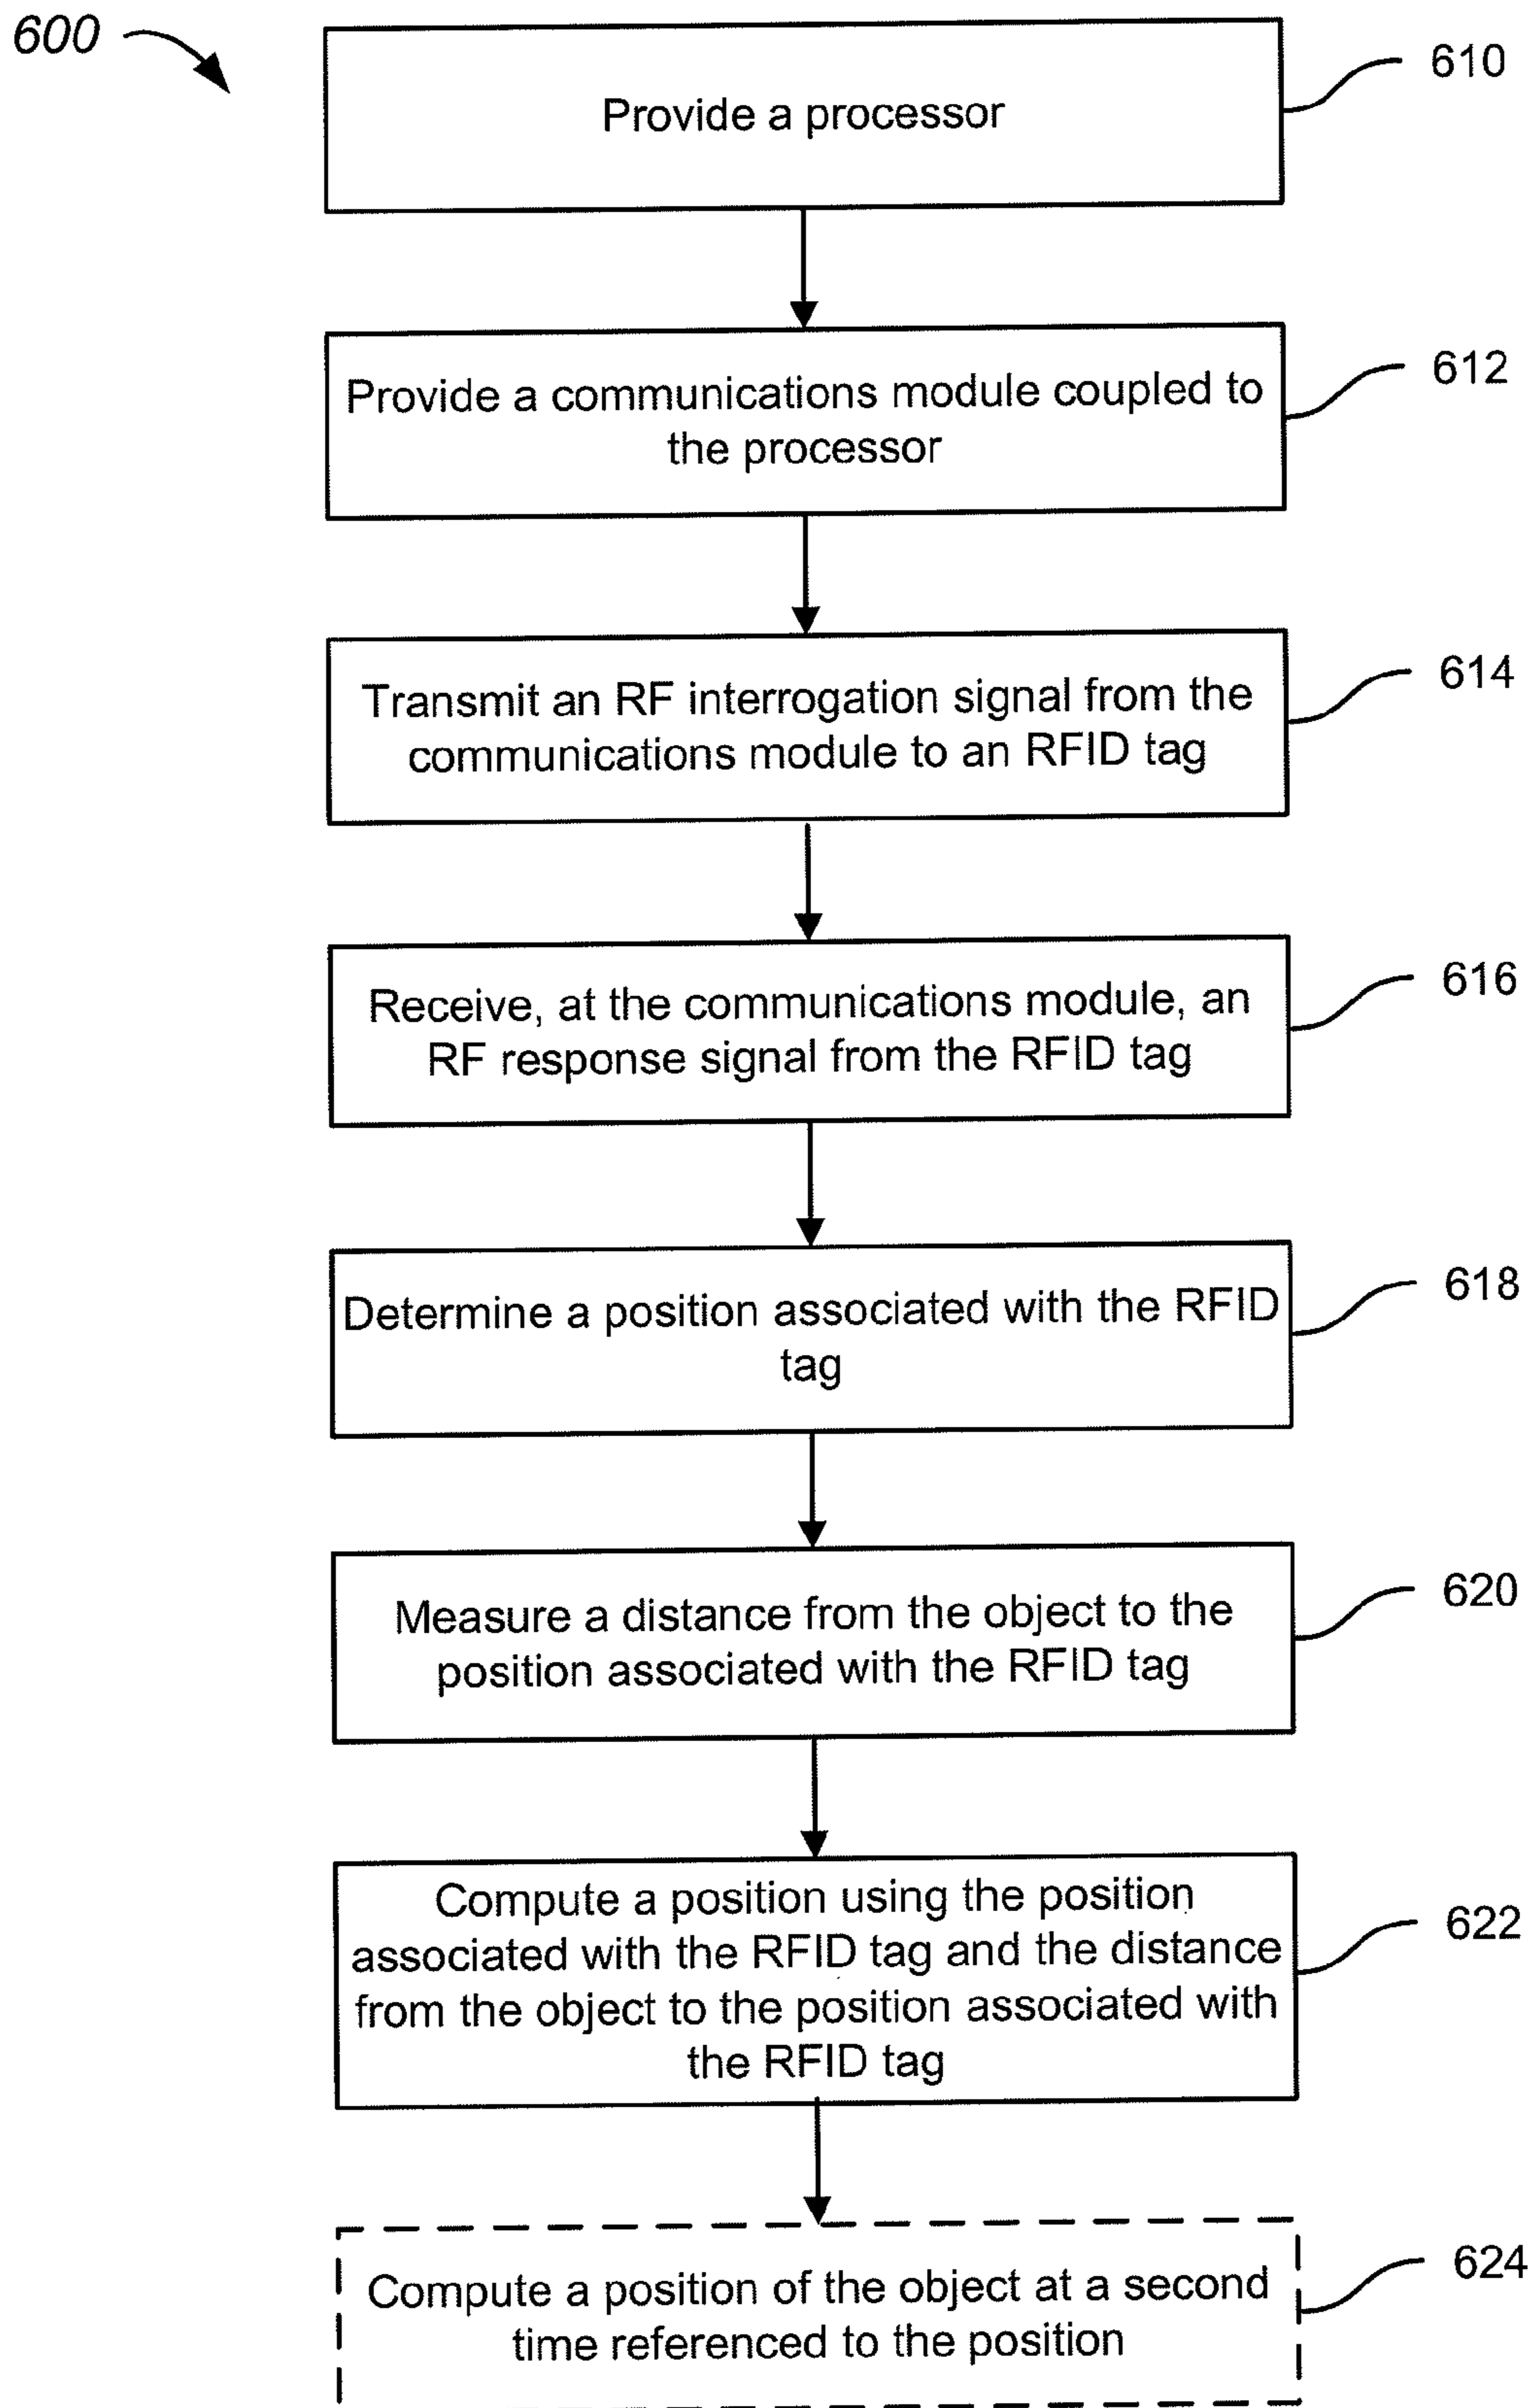 600
Provide a processor
610
Provide a communications module coupled to
the processor
612
Transmit an RF interrogation signal from the
communications module to an RFID tag
614
Receive, at the communications module, an
RF response signal from the RFID tag
616
Determine a position associated with the RFID
tag
618
Measure a distance from the object to the
position associated with the RFID tag
620
Compute a position using the position
associated with the RFID tag and the distance
from the object to the position associated with
the RFID tag
622
Compute a position of the object at a second
time referenced to the position
624